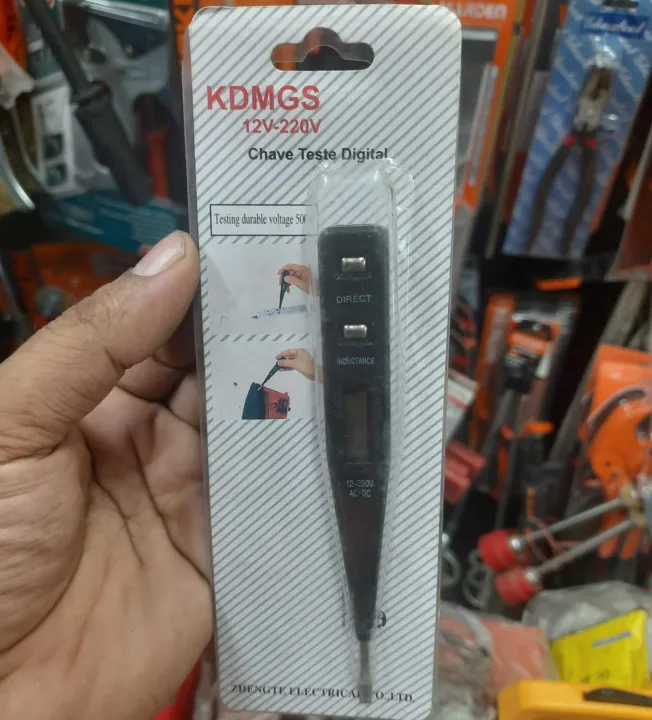 KDMGS
12V-220V
Chave Teste Digital
Testing durable voltage 500
DIRECT
INDUCTANCE
12-250V
AC-DC
ZHENGTE ELECTRICAL CO.,LTD.